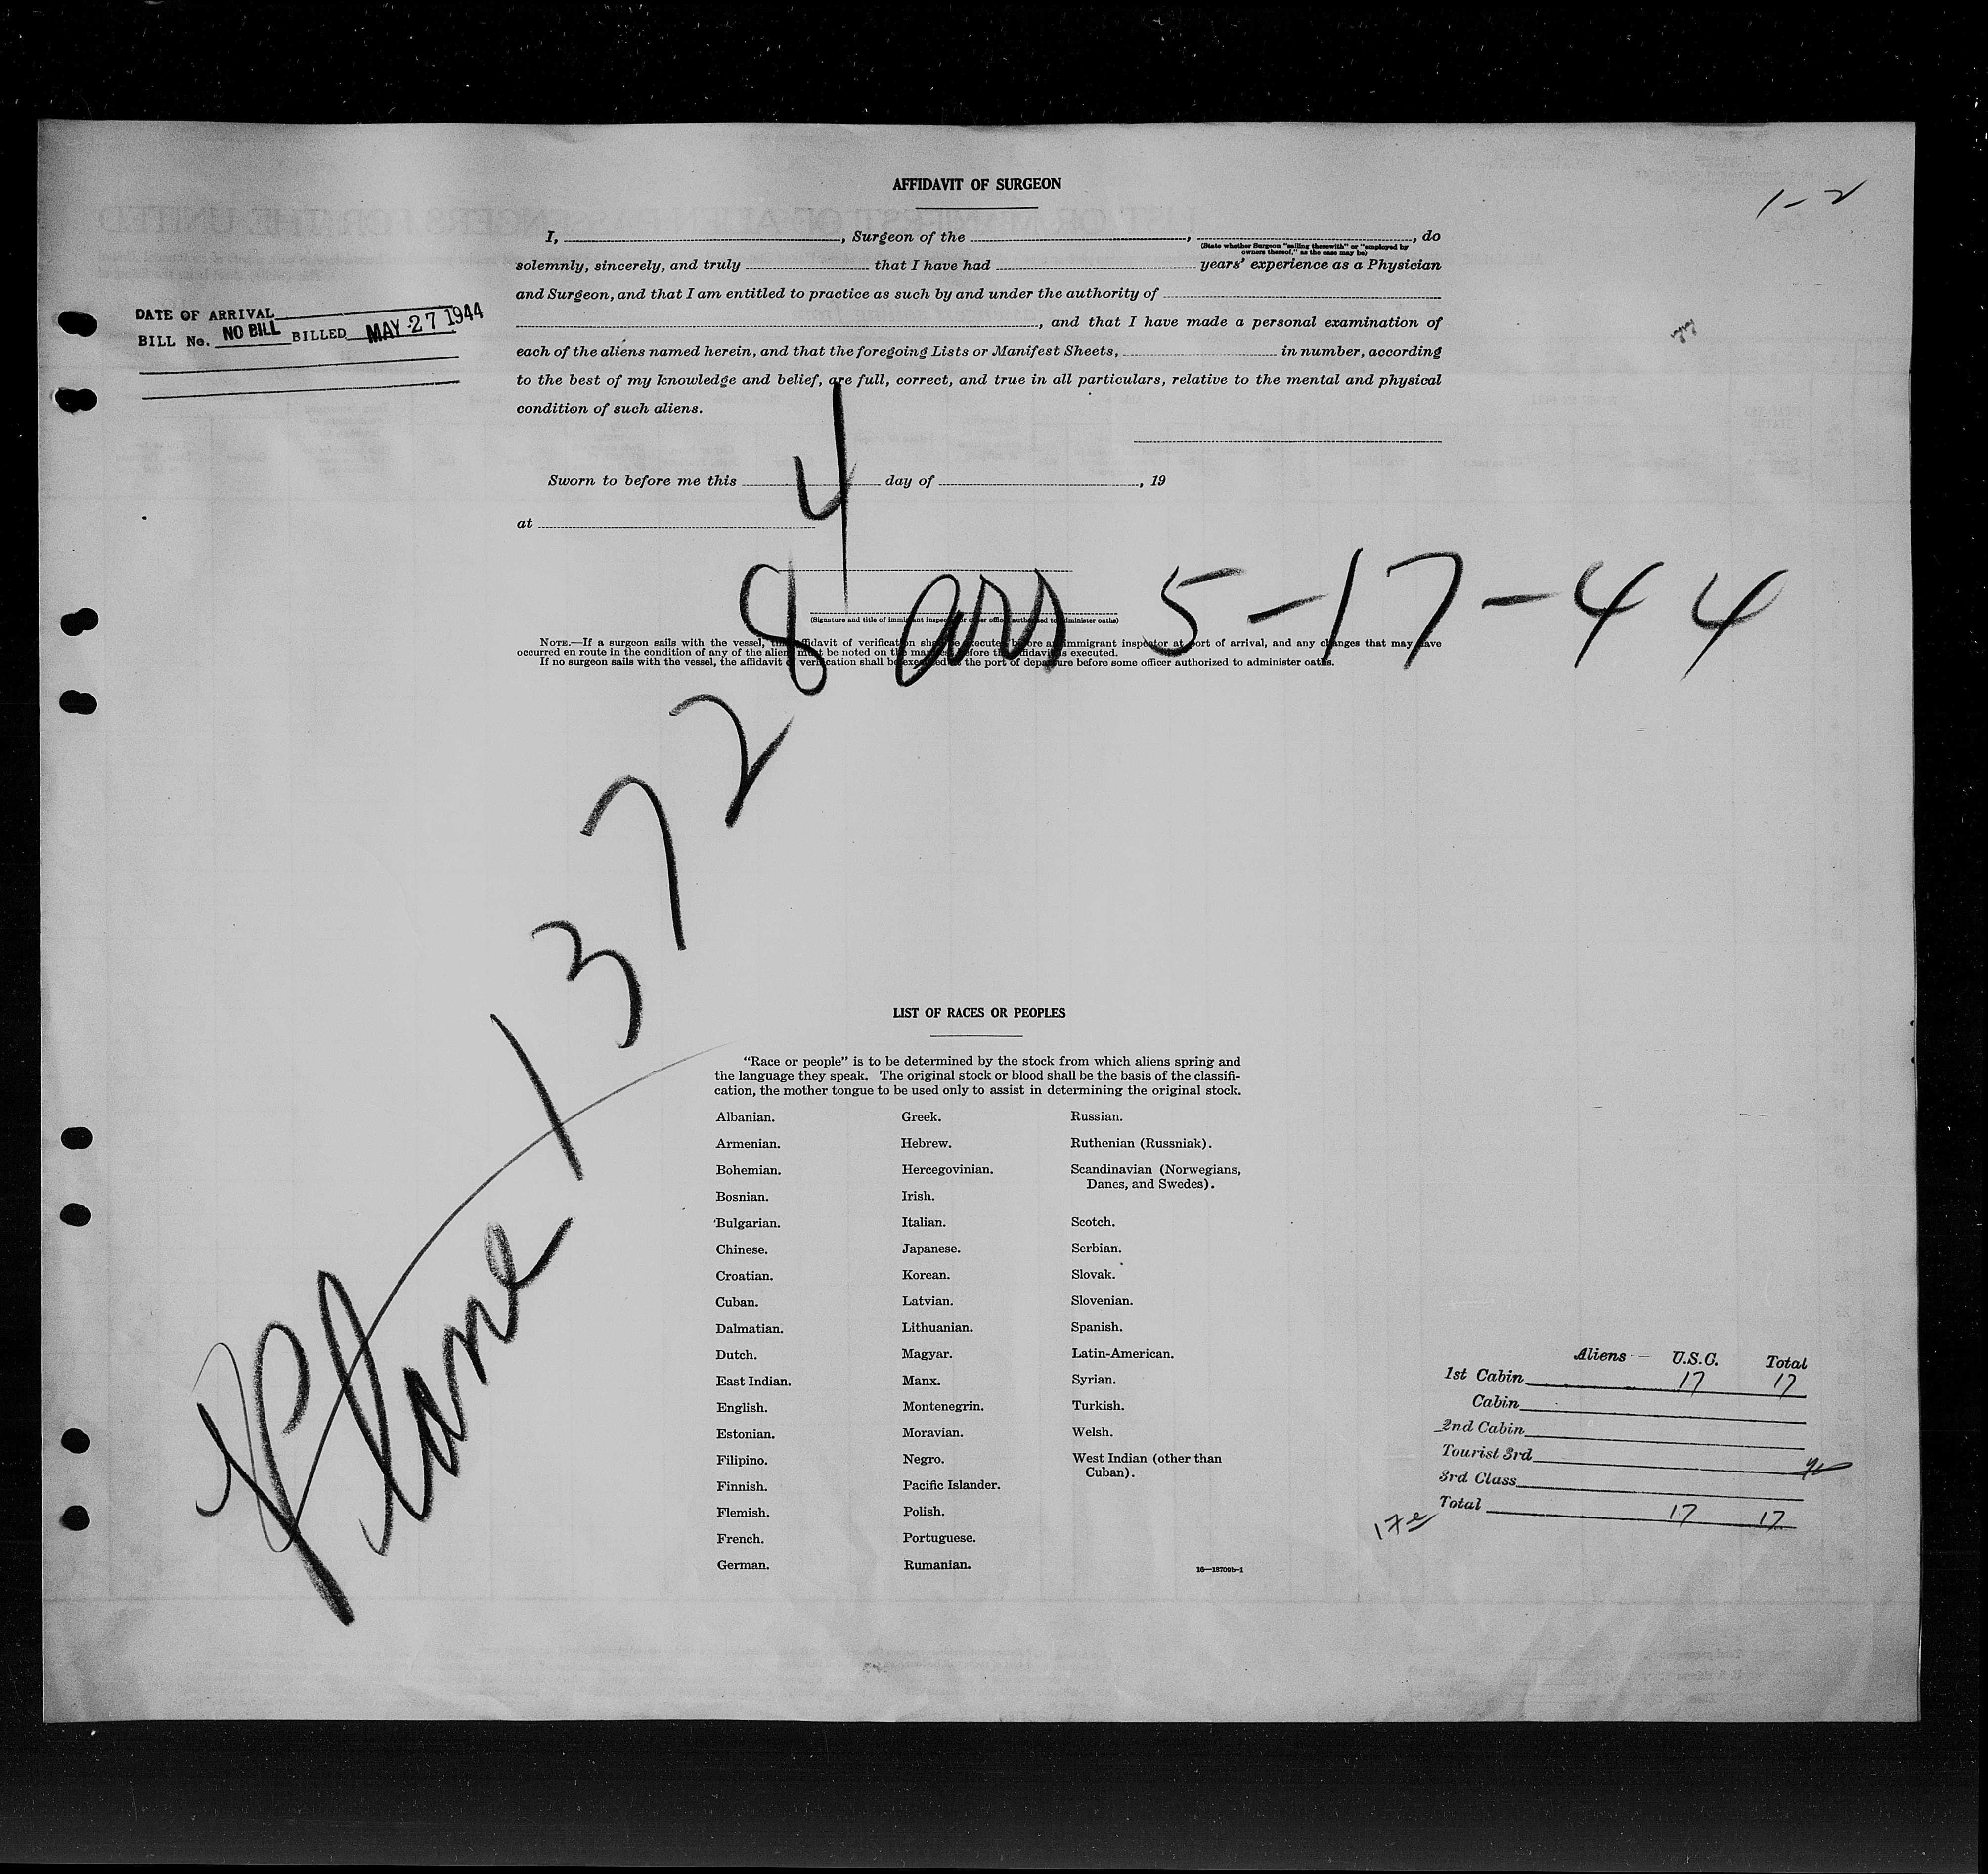 AFFIDAVIT OF SURGEON
1-2
I, , Surgeon of the , , do
(State whether Surgeon "sailing therewith" or "employed by
owners thereof," as the case may be)
solemnly, sincerely, and truly that I have had years' experience as a Physician
and Surgeon, and that I am entitled to practice as such by and under the authority of
, and that I have made a personal examination of
each of the aliens named herein, and that the foregoing Lists or Manifest Sheets, in number, according
to the best of my knowledge and belief, are full, correct, and true in all particulars, relative to the mental and physical
condition of such aliens.
DATE OF ARRIVAL
BILL No. NO BILL BILLED MAY 27 1944
Sworn to before me this day of , 19
at
(Signature and title of immigrant inspector or other officer authorized to administer oaths)
NOTE.—If a surgeon sails with the vessel, the affidavit of verification shall be executed before an immigrant inspector at port of arrival, and any changes that may have
occurred en route in the condition of any of the aliens must be noted on the manifest before the affidavit is executed.
If no surgeon sails with the vessel, the affidavit of verification shall be executed at the port of departure before some officer authorized to administer oaths.
Plane 137284
arr 5-17-44
LIST OF RACES OR PEOPLES
"Race or people" is to be determined by the stock from which aliens spring and
the language they speak. The original stock or blood shall be the basis of the classifi-
cation, the mother tongue to be used only to assist in determining the original stock.
Albanian.
Armenian.
Bohemian.
Bosnian.
Bulgarian.
Chinese.
Croatian.
Cuban.
Dalmatian.
Dutch.
East Indian.
English.
Estonian.
Filipino.
Finnish.
Flemish.
French.
German.
Greek.
Hebrew.
Hercegovinian.
Irish.
Italian.
Japanese.
Korean.
Latvian.
Lithuanian.
Magyar.
Manx.
Montenegrin.
Moravian.
Negro.
Pacific Islander.
Polish.
Portuguese.
Rumanian.
Russian.
Ruthenian (Russniak).
Scandinavian (Norwegians,
Danes, and Swedes).
Scotch.
Serbian.
Slovak.
Slovenian.
Spanish.
Latin-American.
Syrian.
Turkish.
Welsh.
West Indian (other than
Cuban).
16—18709b-1
Aliens U.S.C. Total
1st Cabin 17 17
Cabin
2nd Cabin
Tourist 3rd
3rd Class
Total 17 17